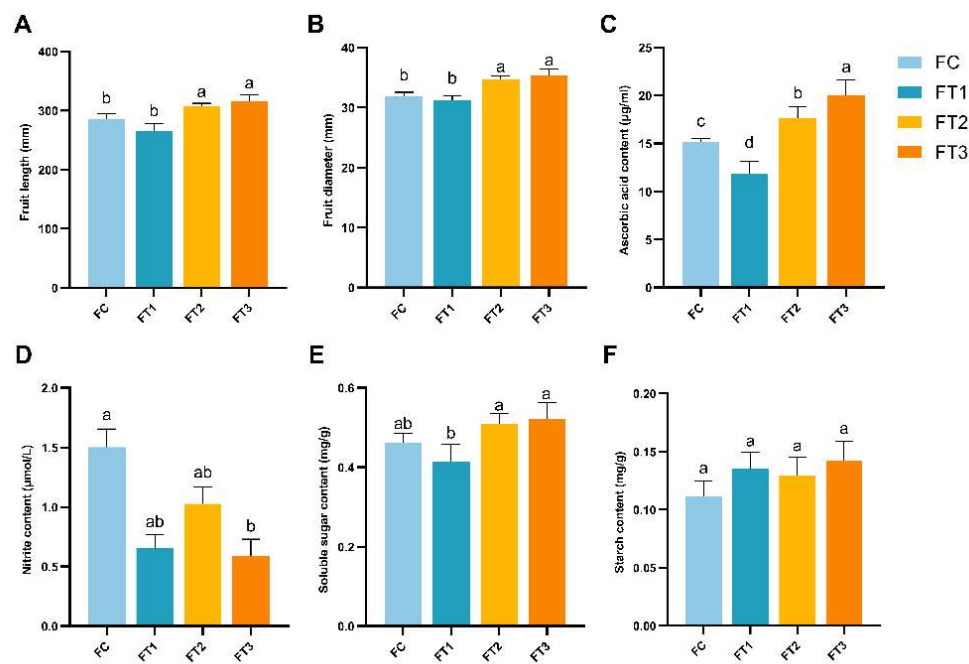 A
Fruit length (mm)
400
300
200
100
0
b
b
a
a
FC
FT1
FT2
FT3
B
Fruit diameter (mm)
40
30
20
10
0
b
b
a
a
FC
FT1
FT2
FT3
C
Ascorbic acid content (μg/ml)
25
20
15
10
5
0
c
d
b
a
FC
FT1
FT2
FT3
FC
FT1
FT2
FT3
D
Nitrite content (μmol/L)
2.0
1.5
1.0
0.5
0.0
a
ab
ab
b
FC
FT1
FT2
FT3
E
Soluble sugar content (mg/g)
0.6
0.4
0.2
0.0
ab
b
a
a
FC
FT1
FT2
FT3
F
Starch content (mg/g)
0.20
0.15
0.10
0.05
0.00
a
a
a
a
FC
FT1
FT2
FT3